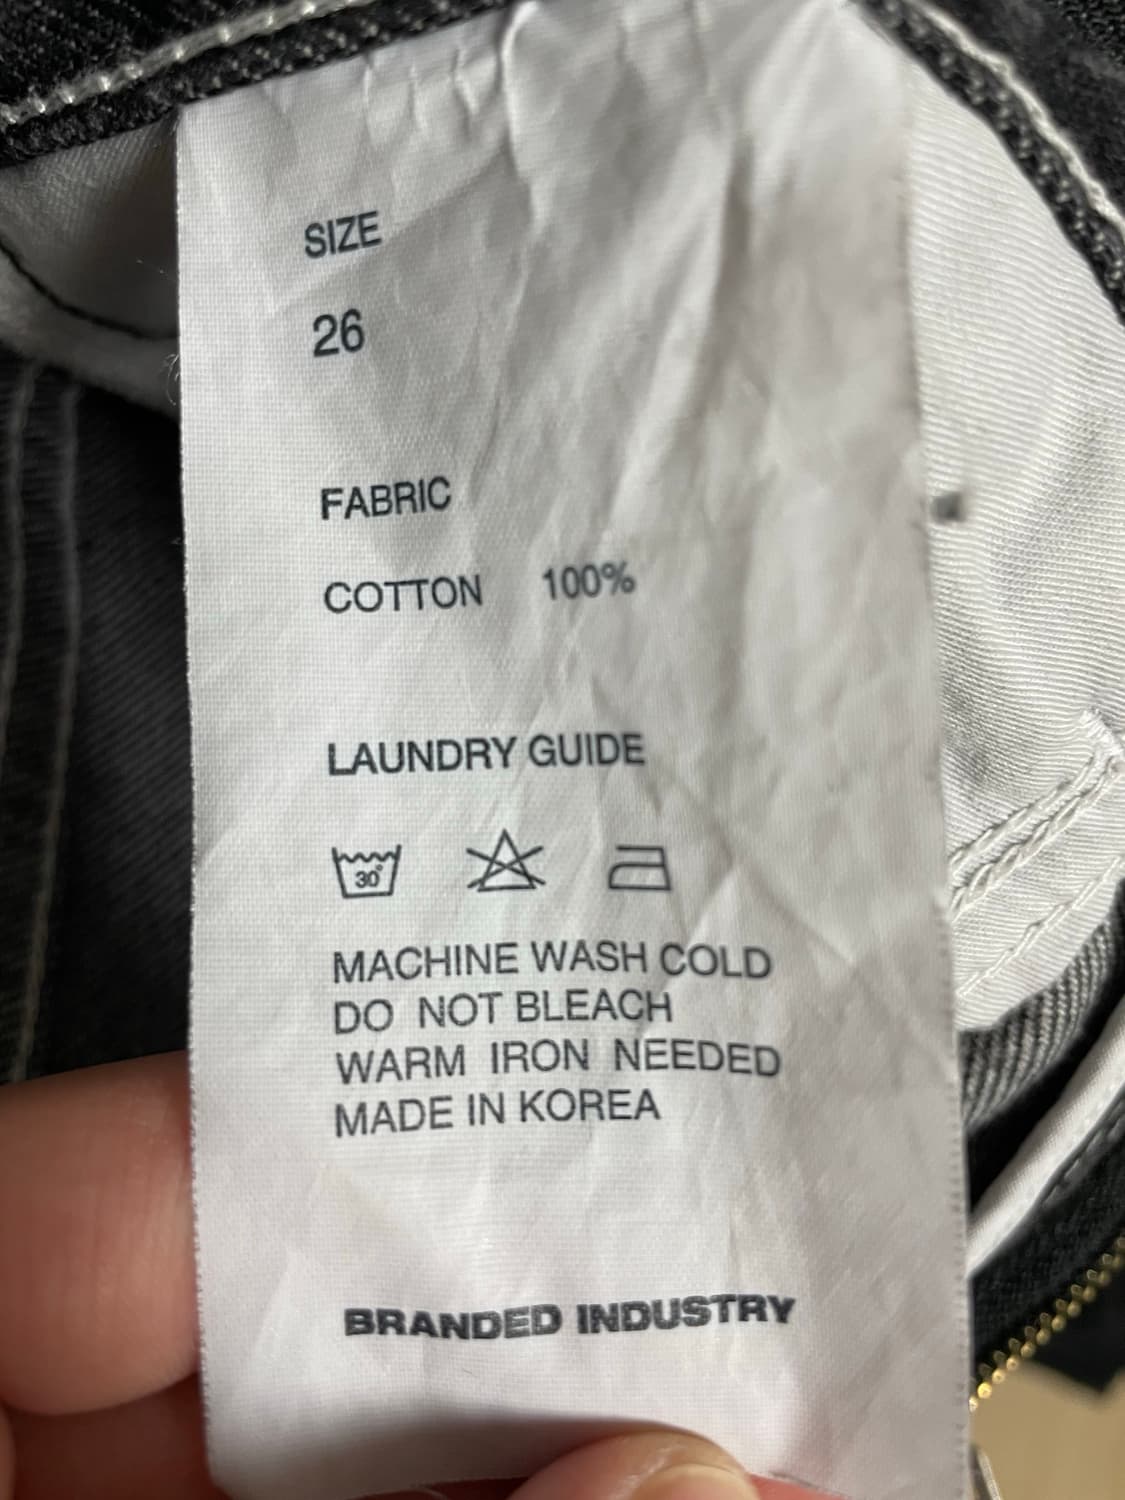 SIZE
26
FABRIC
COTTON 100%
LAUNDRY GUIDE
30°
MACHINE WASH COLD
DO NOT BLEACH
WARM IRON NEEDED
MADE IN KOREA
BRANDED INDUSTRY